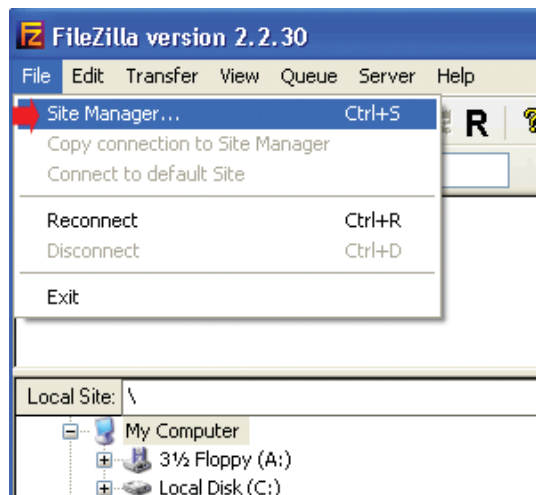 FileZilla version 2.2.30
File Edit Transfer View Queue Server Help
Site Manager... Ctrl+S
R ?
Copy connection to Site Manager
Connect to default Site
Reconnect Ctrl+R
Disconnect Ctrl+D
Exit
Local Site: \
My Computer
3½ Floppy (A:)
Local Disk (C:)